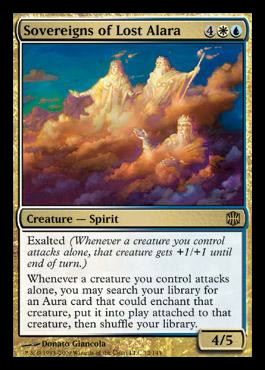 Sovereigns of Lost Alara 4
Creature — Spirit
Exalted (Whenever a creature you control
attacks alone, that creature gets +1/+1 until
end of turn.)
Whenever a creature you control attacks
alone, you may search your library for
an Aura card that could enchant that
creature, put it into play attached to that
creature, then shuffle your library.
Donato Giancola
4/5